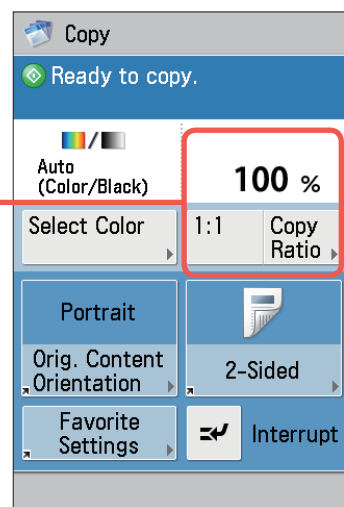 Copy
Ready to copy.
Auto
(Color/Black)
100 %
Select Color
1:1
Copy
Ratio
Portrait
Orig. Content
Orientation
2-Sided
Favorite
Settings
Interrupt